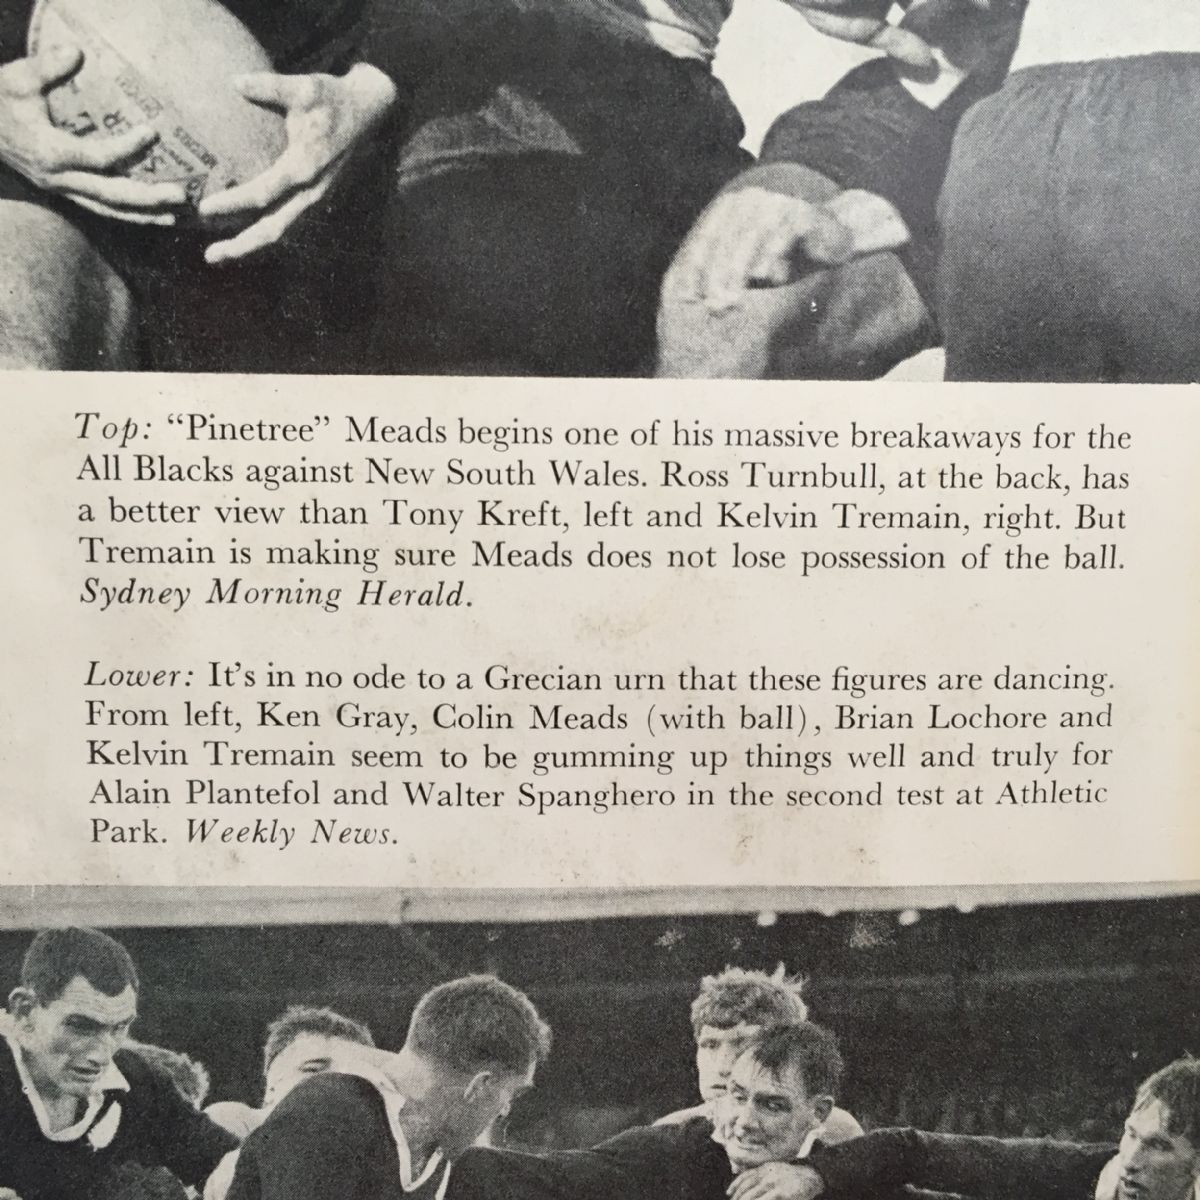 Top: “Pinetree” Meads begins one of his massive breakaways for the
All Blacks against New South Wales. Ross Turnbull, at the back, has
a better view than Tony Kreft, left and Kelvin Tremain, right. But
Tremain is making sure Meads does not lose possession of the ball.
Sydney Morning Herald.
Lower: It’s in no ode to a Grecian urn that these figures are dancing.
From left, Ken Gray, Colin Meads (with ball), Brian Lochore and
Kelvin Tremain seem to be gumming up things well and truly for
Alain Plantefol and Walter Spanghero in the second test at Athletic
Park. Weekly News.